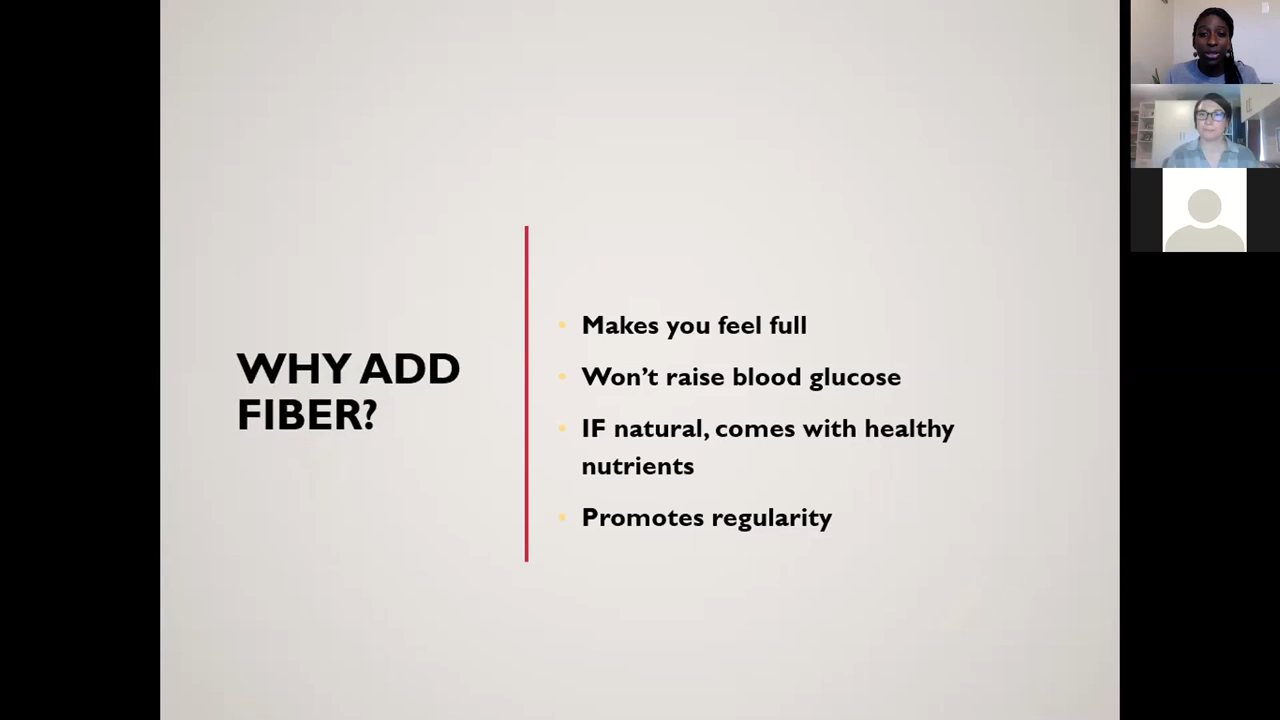 WHY ADD
FIBER?
• Makes you feel full
• Won’t raise blood glucose
• IF natural, comes with healthy
nutrients
• Promotes regularity